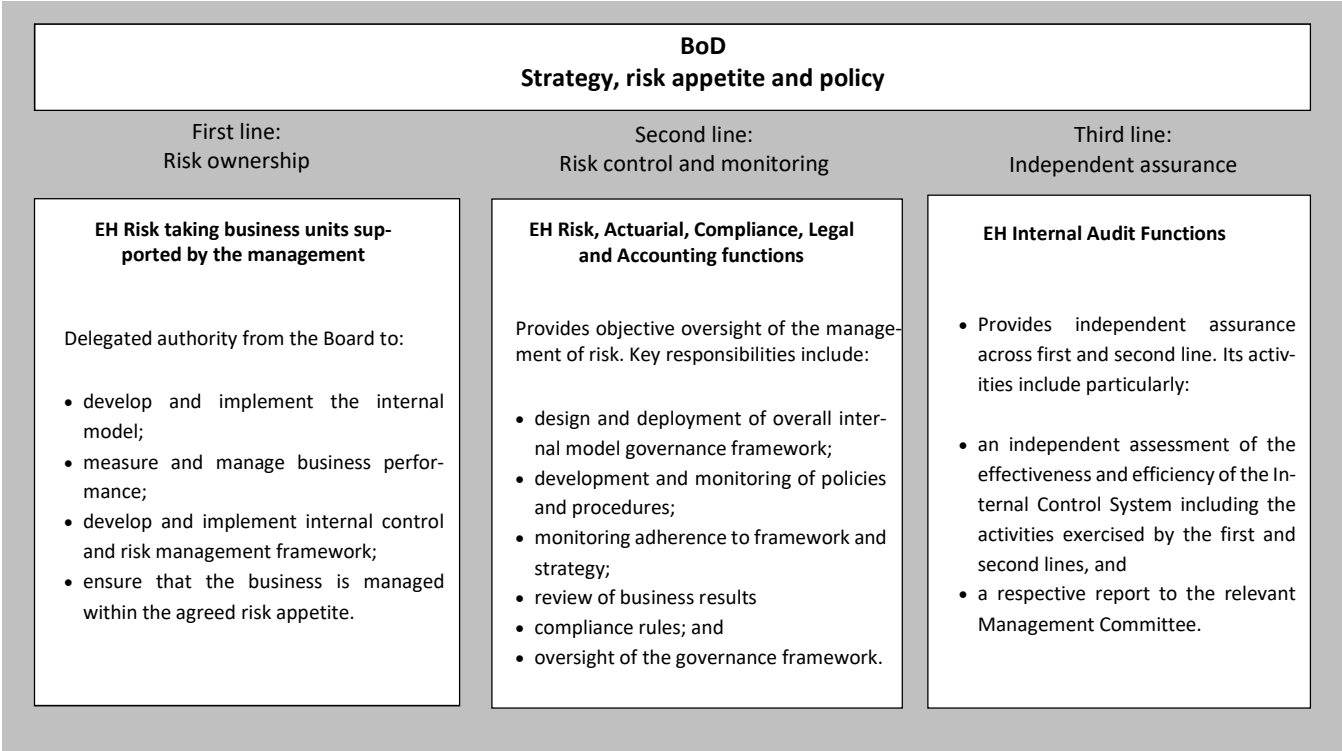 BoD
Strategy, risk appetite and policy
First line:
Risk ownership
Second line:
Risk control and monitoring
Third line:
Independent assurance
EH Risk taking business units sup-
ported by the management
Delegated authority from the Board to:
• develop and implement the internal
model;
• measure and manage business perfor-
mance;
• develop and implement internal control
and risk management framework;
• ensure that the business is managed
within the agreed risk appetite.
EH Risk, Actuarial, Compliance, Legal
and Accounting functions
Provides objective oversight of the manage-
ment of risk. Key responsibilities include:
• design and deployment of overall inter-
nal model governance framework;
• development and monitoring of policies
and procedures;
• monitoring adherence to framework and
strategy;
• review of business results
• compliance rules; and
• oversight of the governance framework.
EH Internal Audit Functions
• Provides independent assurance
across first and second line. Its activ-
ities include particularly:
• an independent assessment of the
effectiveness and efficiency of the In-
ternal Control System including the
activities exercised by the first and
second lines, and
• a respective report to the relevant
Management Committee.